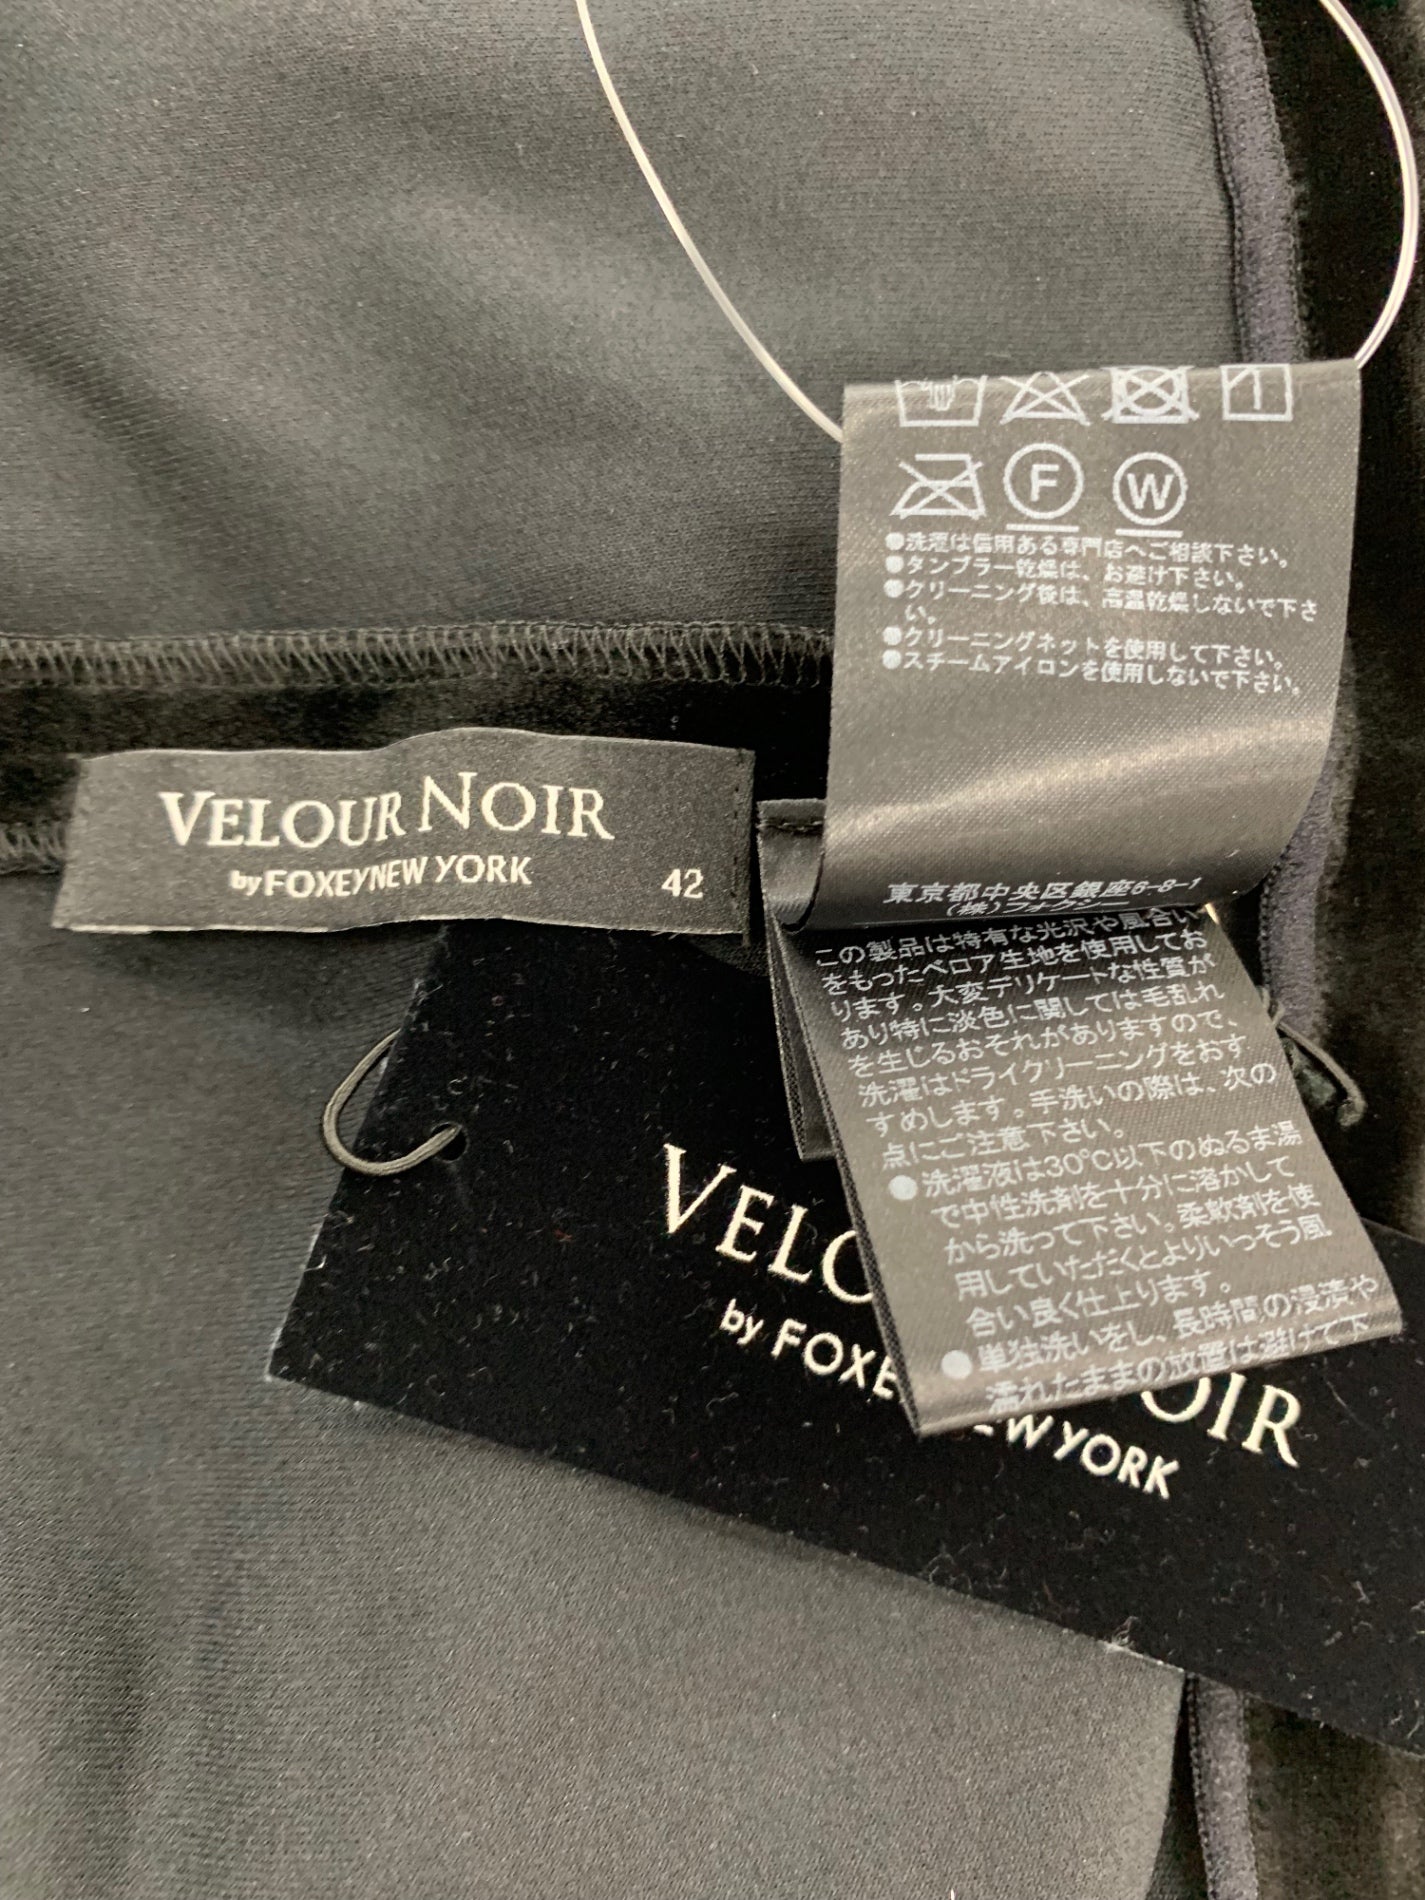 F W
●洗濯は信用ある専門店へご相談下さい。
●タンブラー乾燥は、お避け下さい。
●クリーニング後は、高温乾燥しないで下さ
い。
●クリーニングネットを使用して下さい。
●スチームアイロンを使用しないで下さい。
東京都中央区銀座6-8-1
(株)フォクシー
VELOUR NOIR
by FOXEY NEW YORK
42
この製品は特有な光沢や風合い
をもったベロア生地を使用してお
ります。大変デリケートな性質が
あり特に淡色に関しては毛乱れ
を生じるおそれがありますので、
洗濯はドライクリーニングをおす
すめします。手洗いの際は、次の
点にご注意下さい。
●洗濯液は30℃以下のぬるま湯
で中性洗剤を十分に溶かして
から洗って下さい。柔軟剤を使
用していただくとよりいっそう風
合い良く仕上ります。
●単独洗いをし、長時間の浸漬や
濡れたままの放置は避けて下
VELO OIR
by FOXE EW YORK